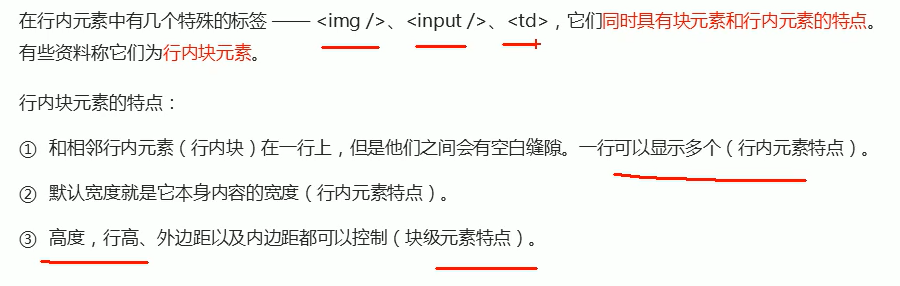 在行内元素中有几个特殊的标签 —— <img />、<input />、<td>，它们同时具有块元素和行内元素的特点。
有些资料称它们为行内块元素。
行内块元素的特点：
① 和相邻行内元素（行内块）在一行上，但是他们之间会有空白缝隙。一行可以显示多个（行内元素特点）。
② 默认宽度就是它本身内容的宽度（行内元素特点）。
③ 高度，行高、外边距以及内边距都可以控制（块级元素特点）。